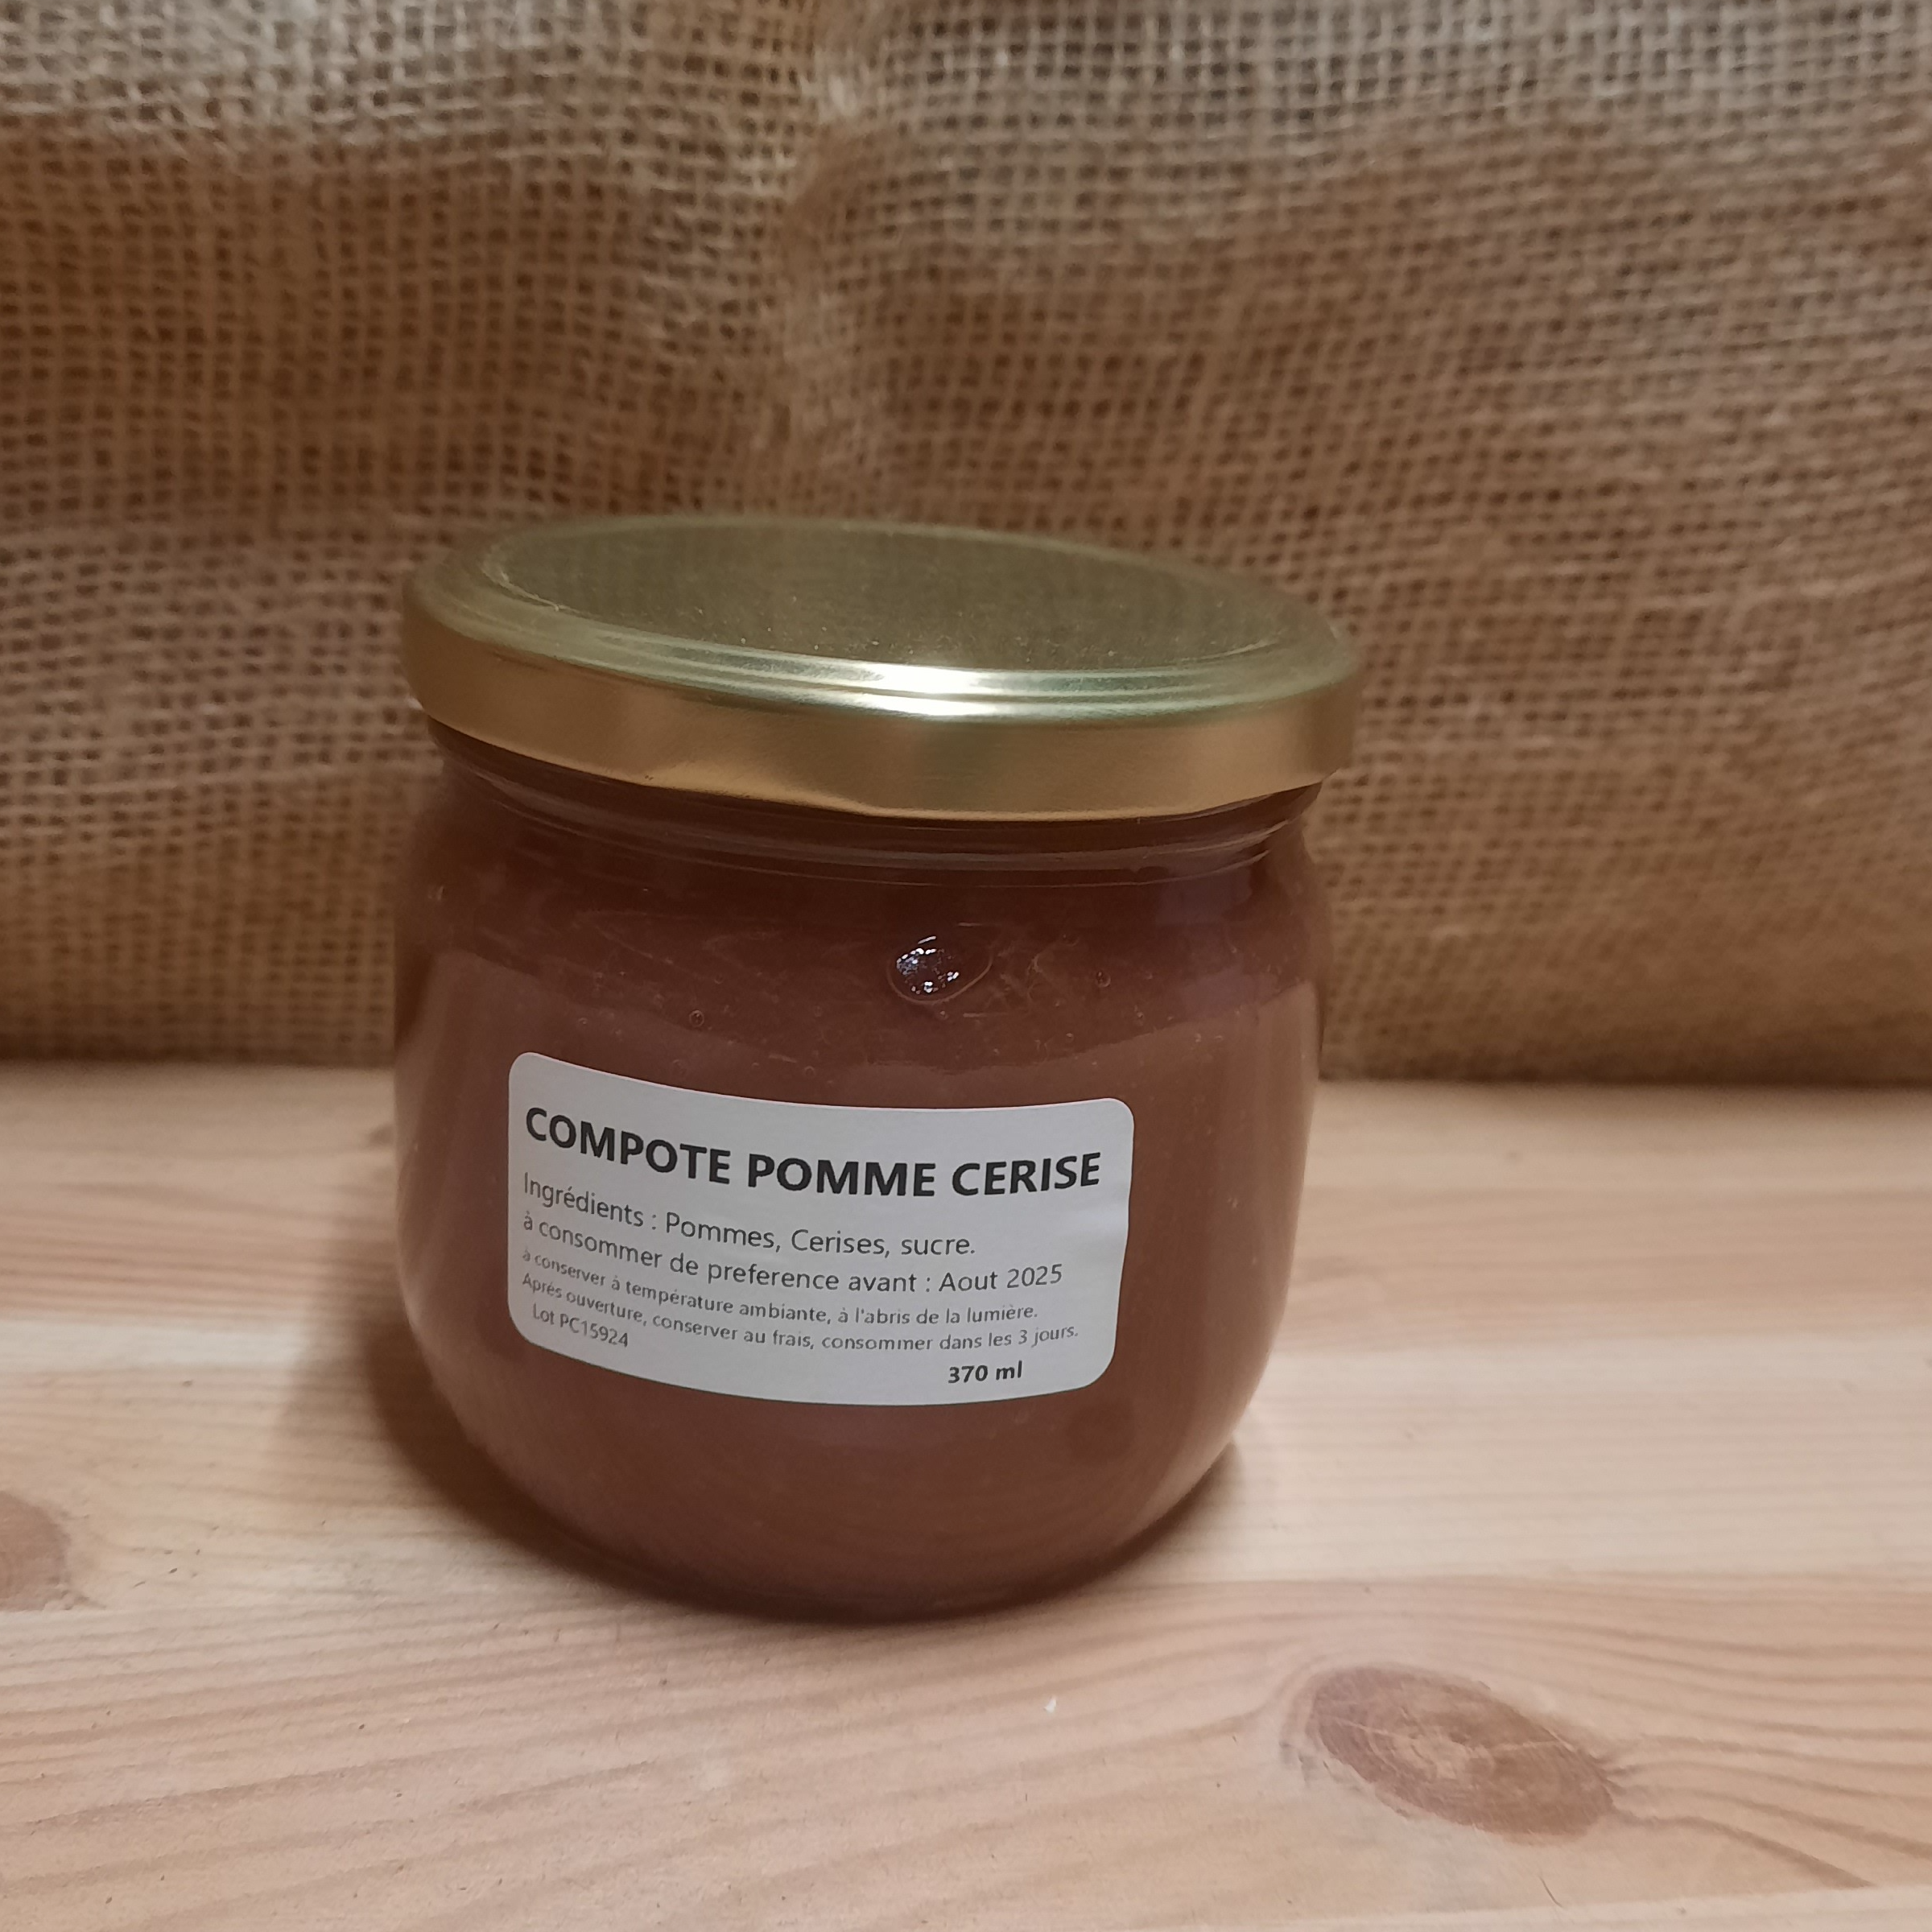 COMPOTE POMME CERISE
Ingrédients : Pommes, Cerises, sucre.
à consommer de preference avant : Aout 2025
à conserver à température ambiante, à l'abris de la lumière.
Aprés ouverture, conserver au frais, consommer dans les 3 jours.
Lot PC15924
370 ml